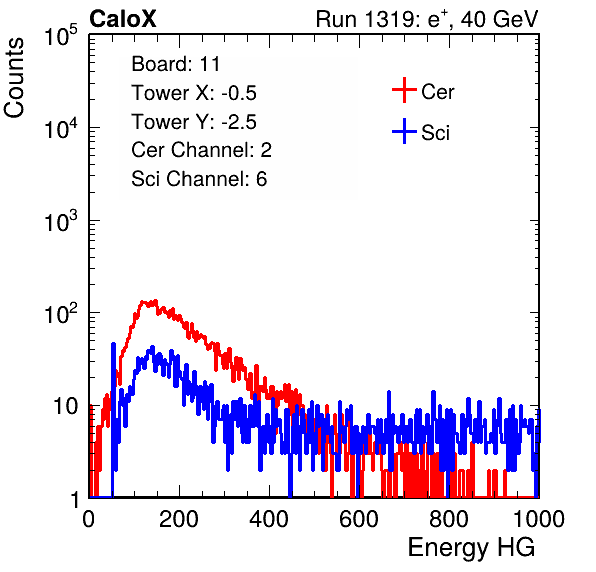 CaloX Run 1319: e⁺, 40 GeV
Counts
10⁵
10⁴
10³
10²
10
1
Board: 11
Tower X: -0.5
Tower Y: -2.5
Cer Channel: 2
Sci Channel: 6
Cer
Sci
0 200 400 600 800 1000
Energy HG